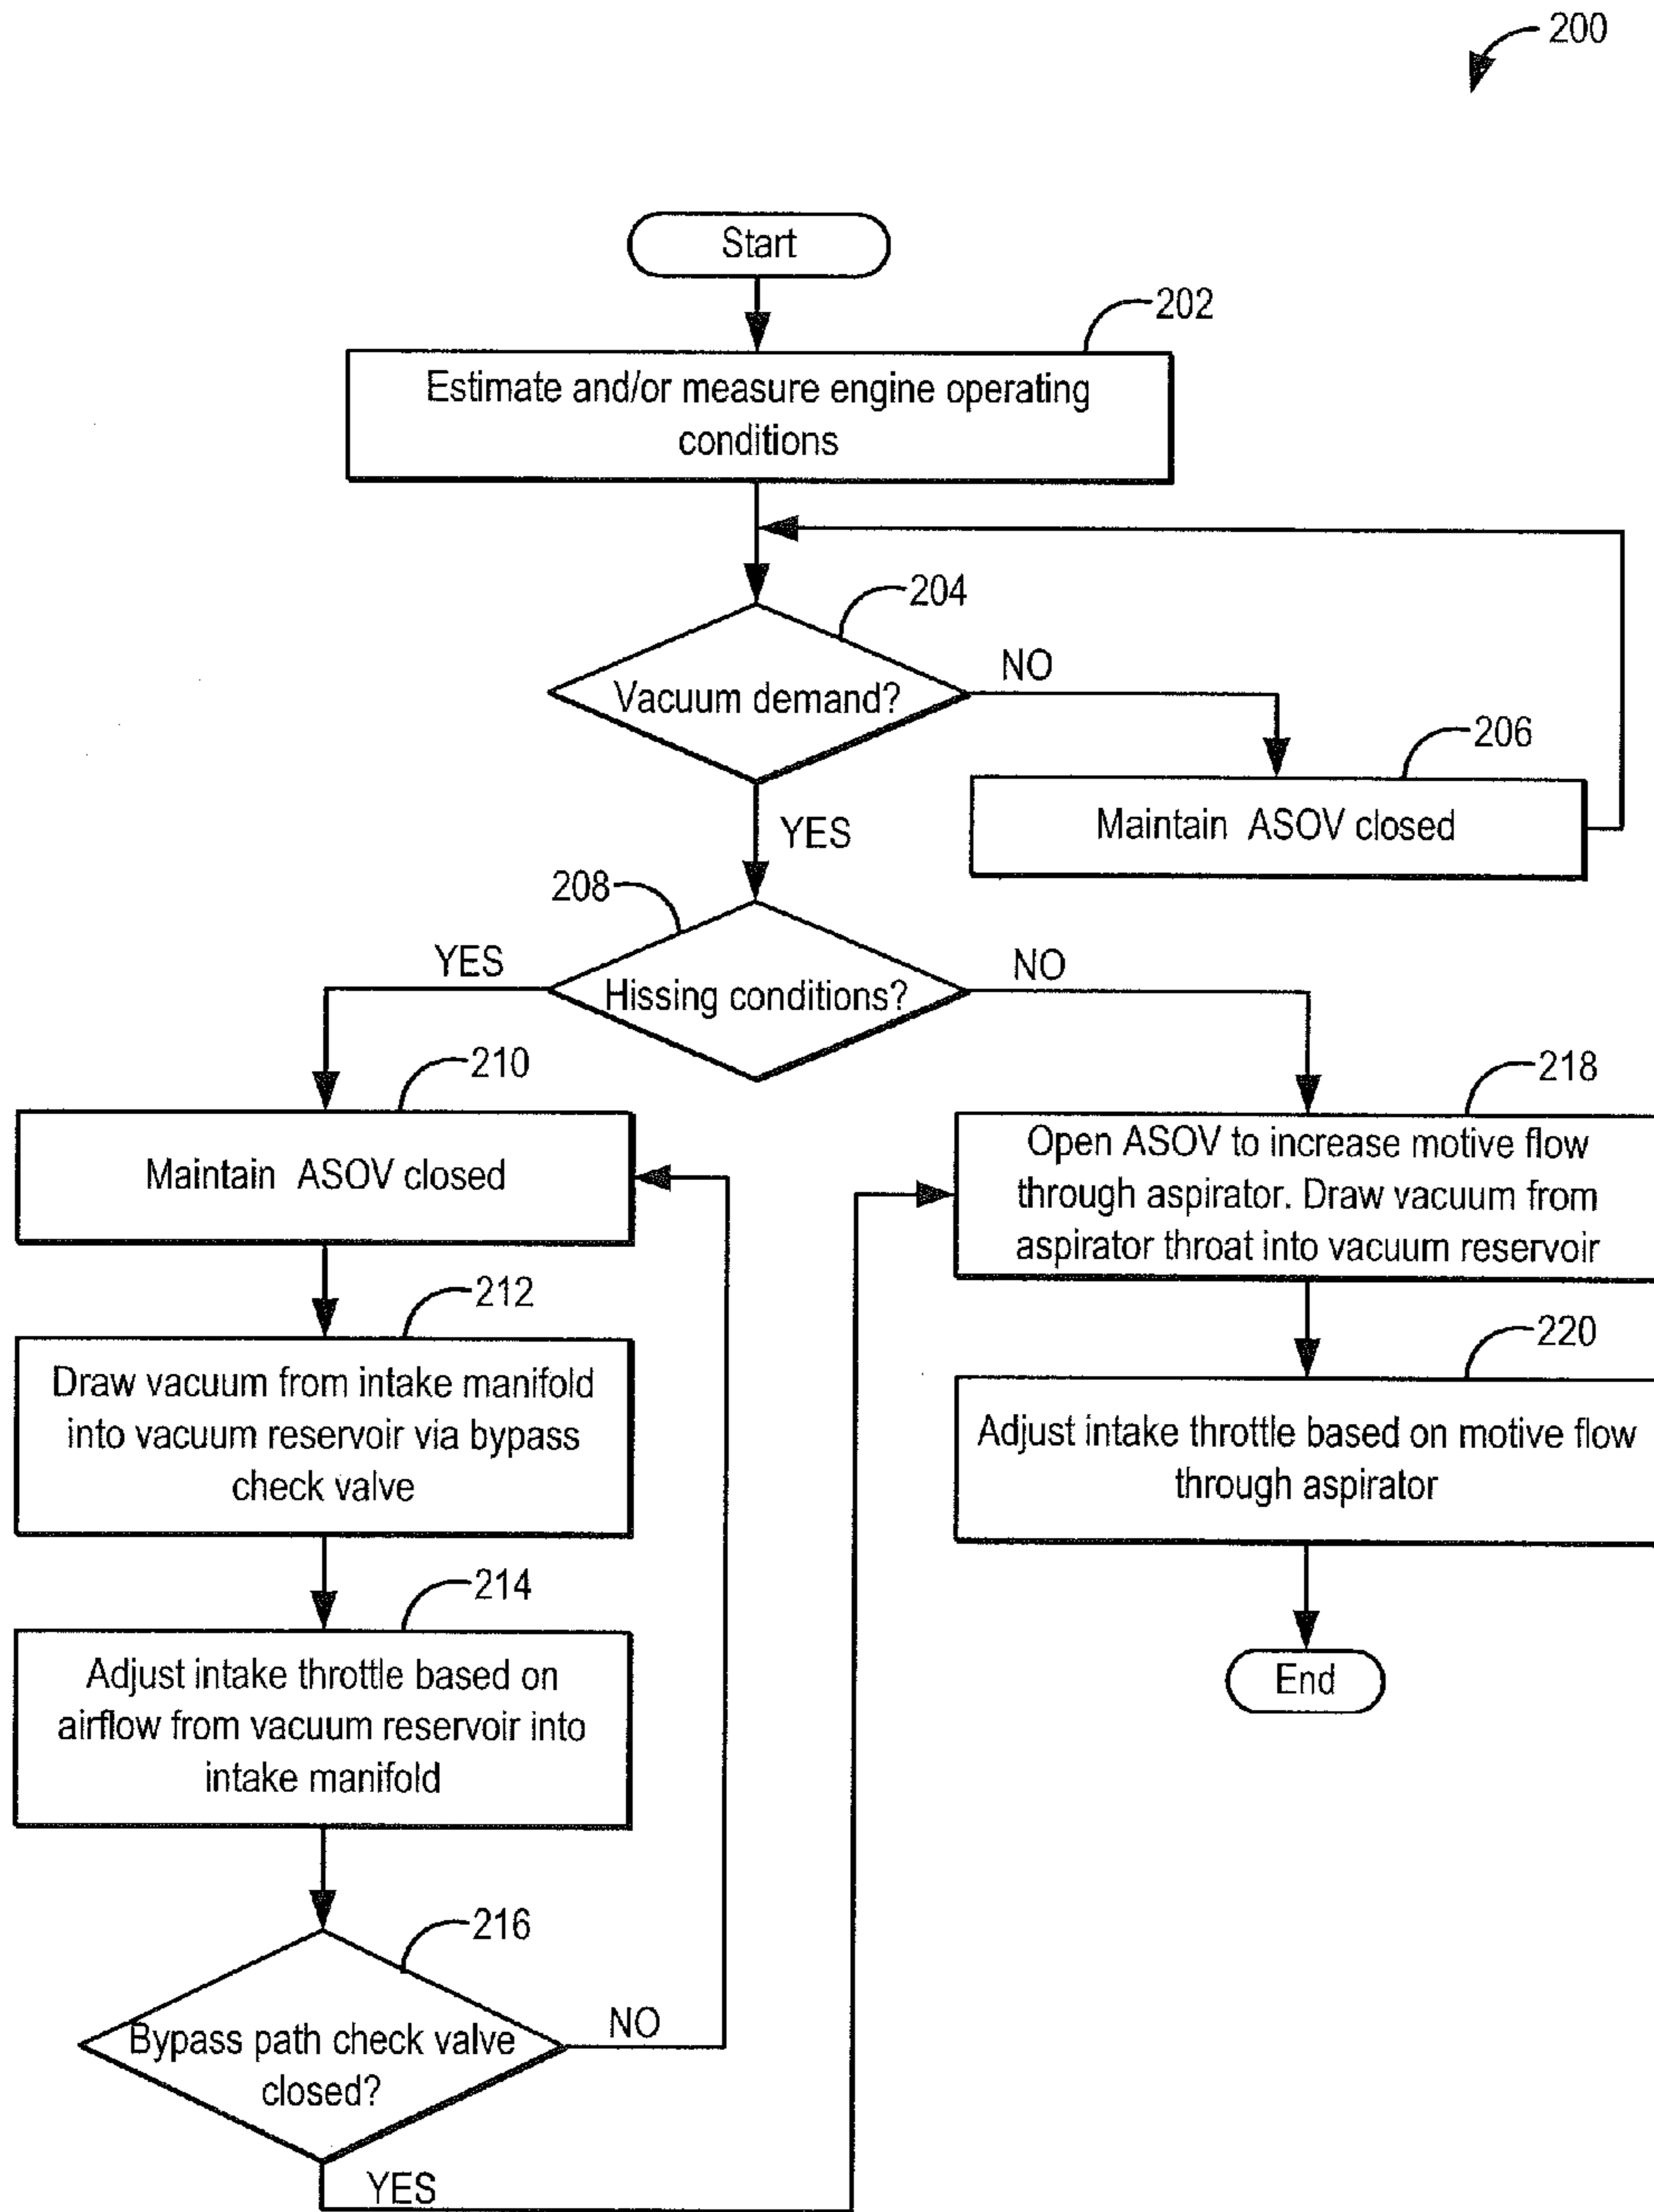 200
Start
202
Estimate and/or measure engine operating
conditions
204
Vacuum demand?
NO
206
Maintain ASOV closed
YES
208
Hissing conditions?
YES
NO
210
Maintain ASOV closed
218
Open ASOV to increase motive flow
through aspirator. Draw vacuum from
aspirator throat into vacuum reservoir
212
Draw vacuum from intake manifold
into vacuum reservoir via bypass
check valve
220
Adjust intake throttle based on motive flow
through aspirator
214
Adjust intake throttle based on
airflow from vacuum reservoir into
intake manifold
End
216
Bypass path check valve
closed?
NO
YES